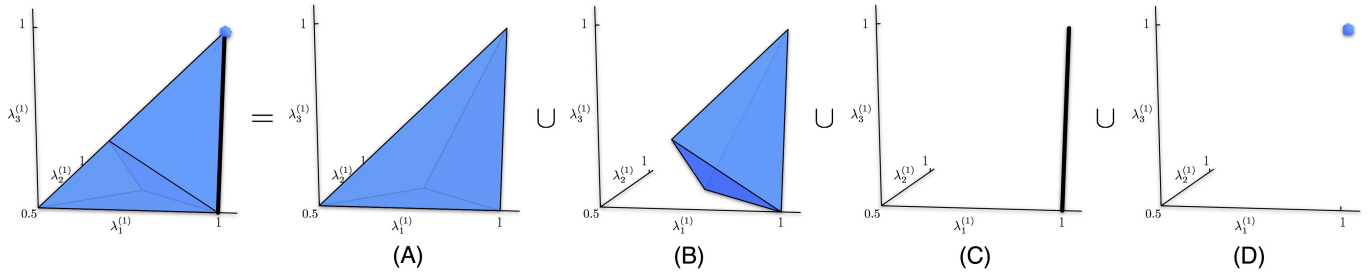 1 = 1 ∪ 1 ∪ 1 ∪ 1
λ₃⁽¹⁾ λ₃⁽¹⁾ λ₃⁽¹⁾ λ₃⁽¹⁾ λ₃⁽¹⁾
λ₂⁽¹⁾ 1 λ₂⁽¹⁾ 1 λ₂⁽¹⁾ 1 λ₂⁽¹⁾ 1 λ₂⁽¹⁾ 1
0.5 λ₁⁽¹⁾ 1 0.5 λ₁⁽¹⁾ 1 0.5 λ₁⁽¹⁾ 1 0.5 λ₁⁽¹⁾ 1 0.5 λ₁⁽¹⁾ 1
(A) (B) (C) (D)